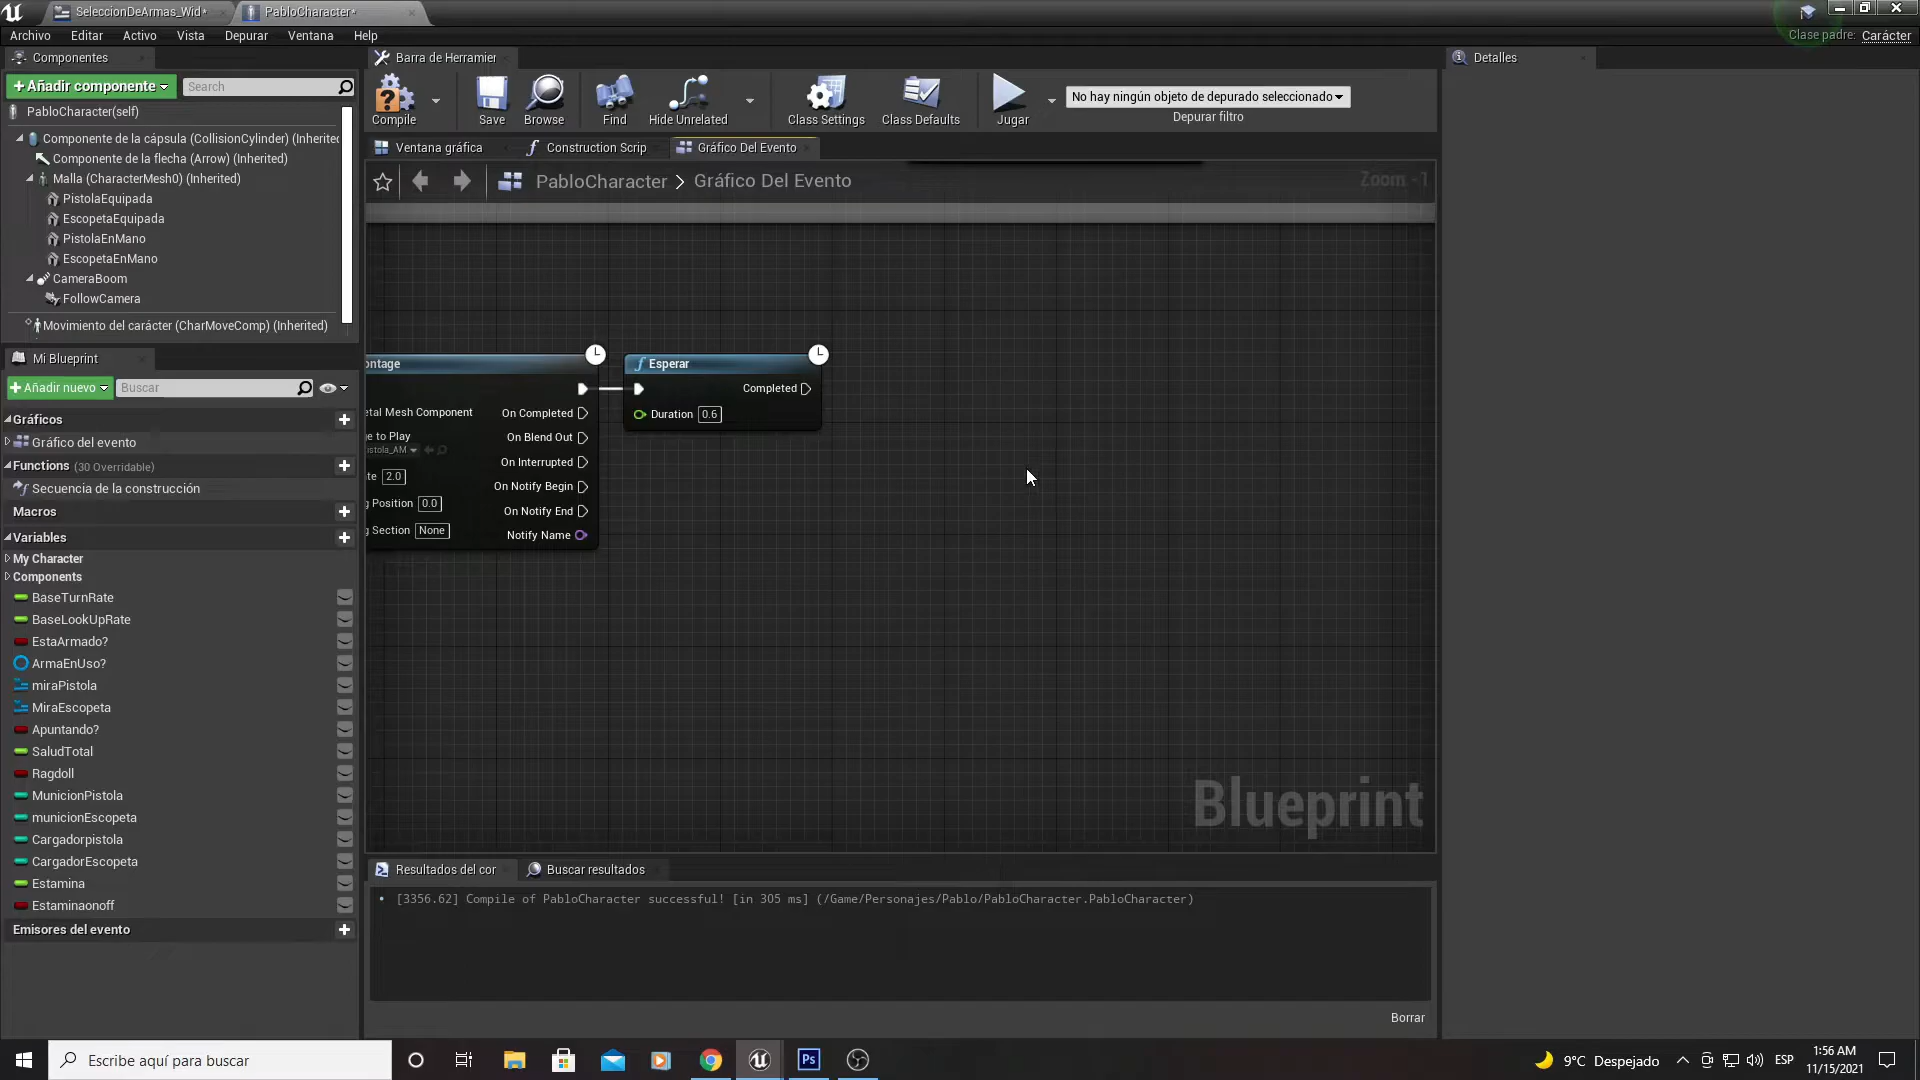 SeleccionDeArmas_Wid*
PabloCharacter*
Archivo Editar Activo Vista Depurar Ventana Help
Clase padre: Carácter
Componentes
Barra de Herramier
Detalles
Añadir componente
Search
PabloCharacter(self)
Componente de la cápsula (CollisionCylinder) (Inherited
Componente de la flecha (Arrow) (Inherited)
Malla (CharacterMesh0) (Inherited)
PistolaEquipada
EscopetaEquipada
PistolaEnMano
EscopetaEnMano
CameraBoom
FollowCamera
Movimiento del carácter (CharMoveComp) (Inherited)
Compile Save Browse Find Hide Unrelated Class Settings Class Defaults Jugar
No hay ningún objeto de depurado seleccionado
Depurar filtro
Ventana gráfica
Construction Scrip
Gráfico Del Evento
PabloCharacter > Gráfico Del Evento
Zoom -1
Mi Blueprint
Añadir nuevo
Buscar
Gráficos
Gráfico del evento
Functions (30 Overridable)
Secuencia de la construcción
Macros
Variables
My Character
Components
BaseTurnRate
BaseLookUpRate
EstaArmado?
ArmaEnUso?
miraPistola
MiraEscopeta
Apuntando?
SaludTotal
Ragdoll
MunicionPistola
municionEscopeta
Cargadorpistola
CargadorEscopeta
Estamina
Estaminaonoff
Emisores del evento
ontage
etal Mesh Component
On Completed
ge to Play
istola_AM
On Blend Out
On Interrupted
te 2.0
On Notify Begin
g Position 0.0
On Notify End
g Section None
Notify Name
Esperar
Completed
Duration 0.6
Blueprint
Resultados del cor
Buscar resultados
[3356.62] Compile of PabloCharacter successful! [in 305 ms] (/Game/Personajes/Pablo/PabloCharacter.PabloCharacter)
Borrar
Escribe aquí para buscar
Ps
9°C Despejado
ESP
1:56 AM
11/15/2021